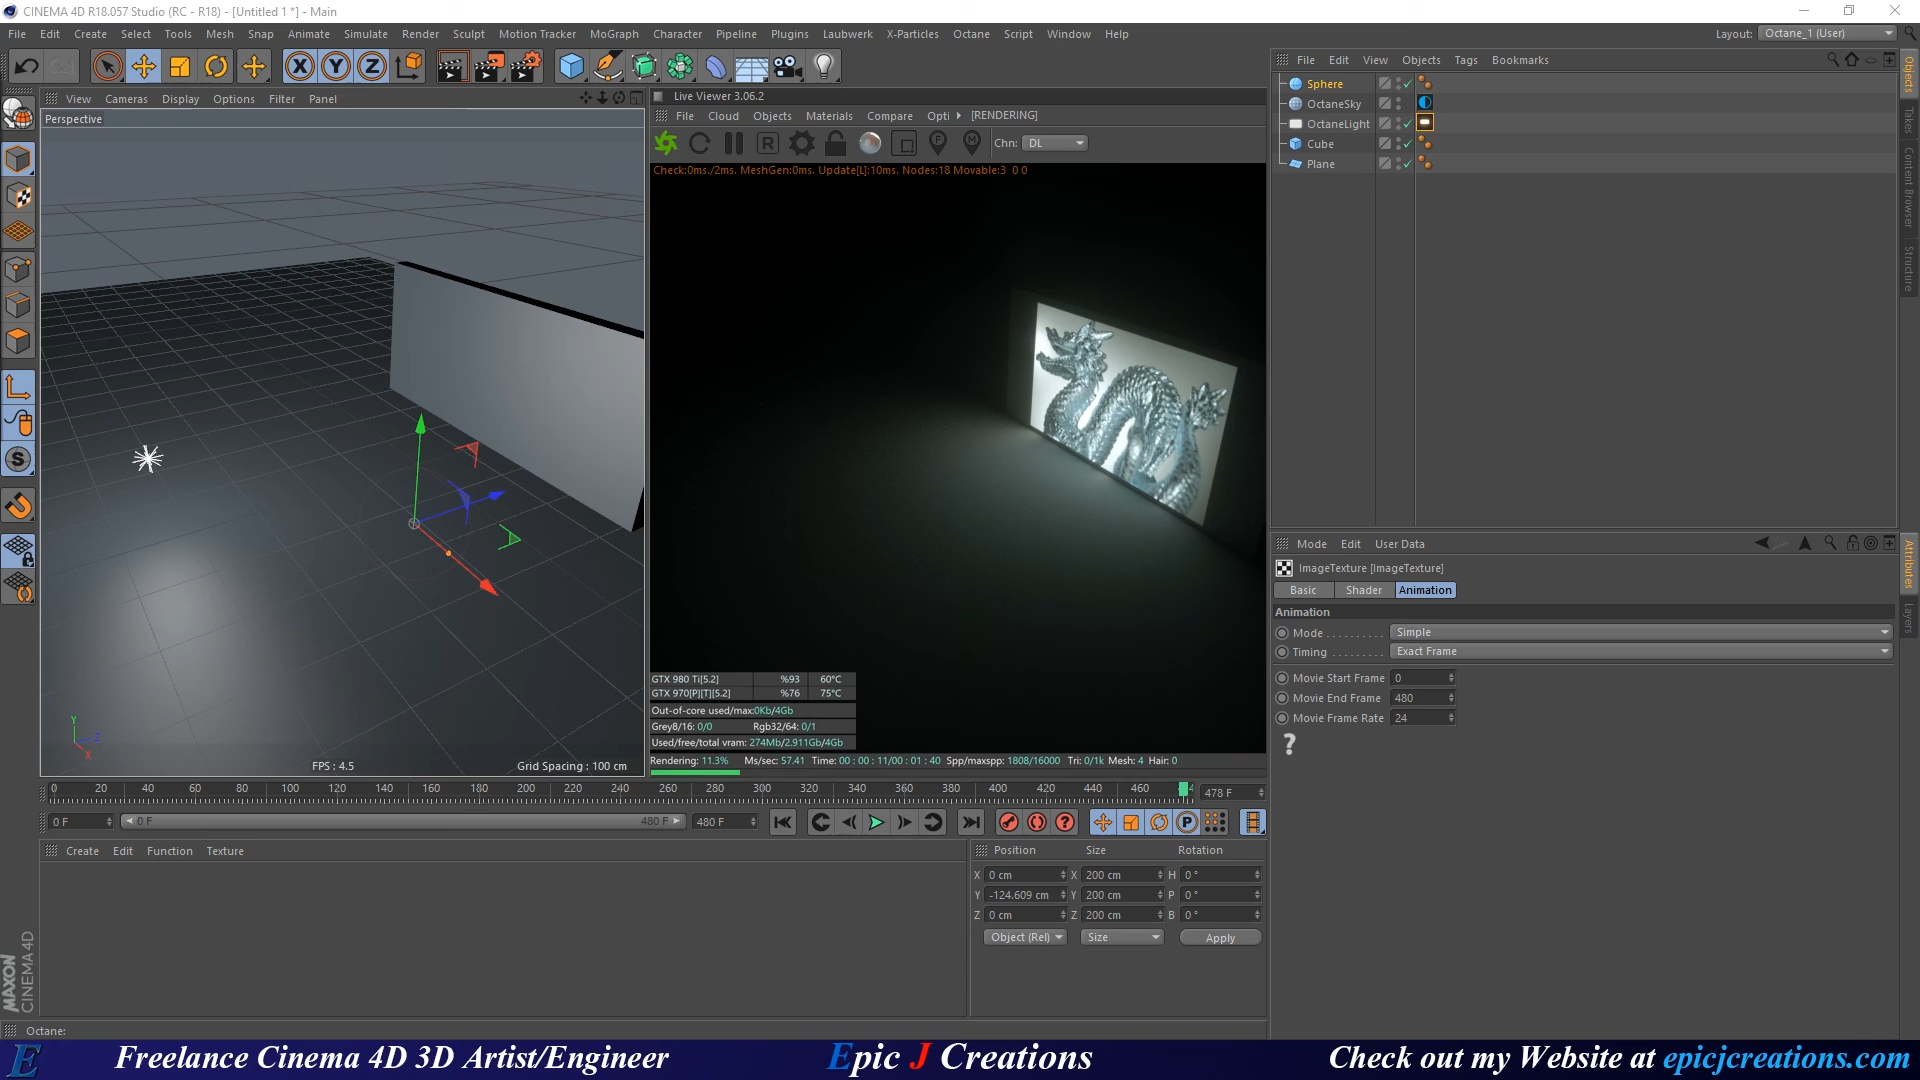 CINEMA 4D R18.057 Studio (RC - R18) - [Untitled 1 *] - Main
File Edit Create Select Tools Mesh Snap Animate Simulate Render Sculpt Motion Tracker MoGraph Character Pipeline Plugins Laubwerk X-Particles Octane Script Window Help
Layout: Octane_1 (User)
X Y Z
View Cameras Display Options Filter Panel
Perspective
Live Viewer 3.06.2
File Cloud Objects Materials Compare Opti [RENDERING]
R F M Chn: DL
Check:0ms./2ms. MeshGen:0ms. Update[L]:10ms. Nodes:18 Movable:3 0 0
GTX 980 Ti[5.2] %93 60°C
GTX 970[P][T][5.2] %76 75°C
Out-of-core used/max:0Kb/4Gb
Grey8/16: 0/0 Rgb32/64: 0/1
Used/free/total vram: 274Mb/2.911Gb/4Gb
Rendering: 11.3% Ms/sec: 57.41 Time: 00 : 00 : 11/00 : 01 : 40 Spp/maxspp: 1808/16000 Tri: 0/1k Mesh: 4 Hair: 0
S
Y
Z
X
FPS : 4.5
Grid Spacing : 100 cm
File Edit View Objects Tags Bookmarks
Sphere
OctaneSky
OctaneLight
Cube
Plane
Objects
Takes
Content Browser
Structure
Mode Edit User Data
ImageTexture [ImageTexture]
Basic Shader Animation
Animation
Mode . . . . . . . . . . Simple
Timing . . . . . . . . . Exact Frame
Movie Start Frame 0
Movie End Frame 480
Movie Frame Rate 24
?
Attributes
Layers
0 20 40 60 80 100 120 140 160 180 200 220 240 260 280 300 320 340 360 380 400 420 440 460 4 478 F
0 F 0 F 480 F 480 F ? P
Create Edit Function Texture
Position Size Rotation
X 0 cm X 200 cm H 0 °
Y -124.609 cm Y 200 cm P 0 °
Z 0 cm Z 200 cm B 0 °
Object (Rel) Size Apply
MAXON
CINEMA 4D
Octane:
E Freelance Cinema 4D 3D Artist/Engineer Epic J Creations Check out my Website at epicjcreations.com